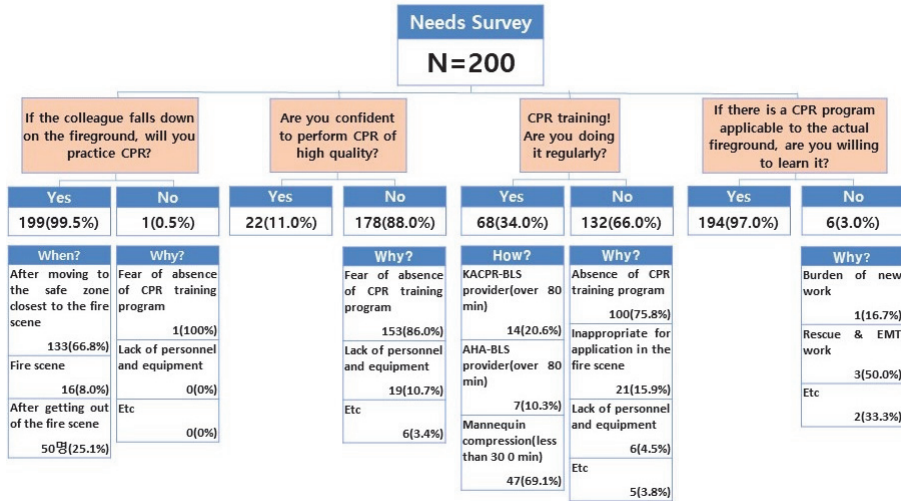 Needs Survey
N=200
If the colleague falls down
on the fireground, will you
practice CPR?
Are you confident
to perform CPR of
high quality?
CPR training!
Are you doing
it regularly?
If there is a CPR program
applicable to the actual
fireground, are you willing
to learn it?
Yes
199(99.5%)
No
1(0.5%)
Yes
22(11.0%)
No
178(88.0%)
Yes
68(34.0%)
No
132(66.0%)
Yes
194(97.0%)
No
6(3.0%)
When?
After moving to
the safe zone
closest to the fire
scene
133(66.8%)
Fire scene
16(8.0%)
After getting out
of the fire scene
50명(25.1%)
Why?
Fear of absence
of CPR training
program
1(100%)
Lack of personnel
and equipment
0(0%)
Etc
0(0%)
Why?
Fear of absence
of CPR training
program
153(86.0%)
Lack of personnel
and equipment
19(10.7%)
Etc
6(3.4%)
How?
KACPR-BLS
provider(over 80
min)
14(20.6%)
AHA-BLS
provider(over 80
min)
7(10.3%)
Mannequin
compression(less
than 30 0 min)
47(69.1%)
Why?
Absence of CPR
training program
100(75.8%)
Inappropriate for
application in the
fire scene
21(15.9%)
Lack of personnel
and equipment
6(4.5%)
Etc
5(3.8%)
Why?
Burden of new
work
1(16.7%)
Rescue & EMT
work
3(50.0%)
Etc
2(33.3%)